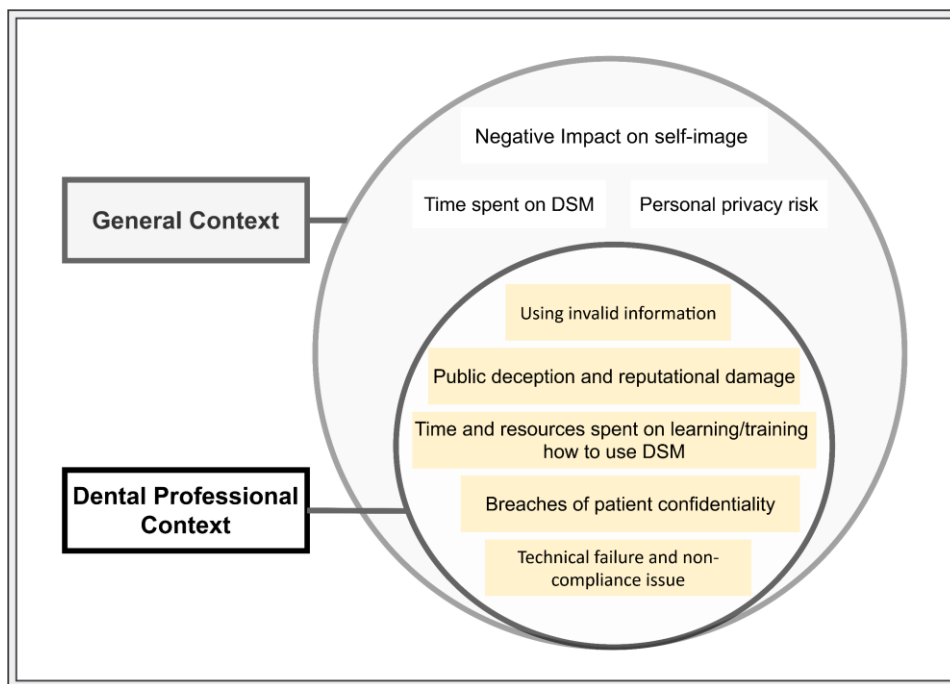 Negative Impact on self-image
General Context
Time spent on DSM
Personal privacy risk
Using invalid information
Public deception and reputational damage
Time and resources spent on learning/training
how to use DSM
Dental Professional
Context
Breaches of patient confidentiality
Technical failure and non-
compliance issue